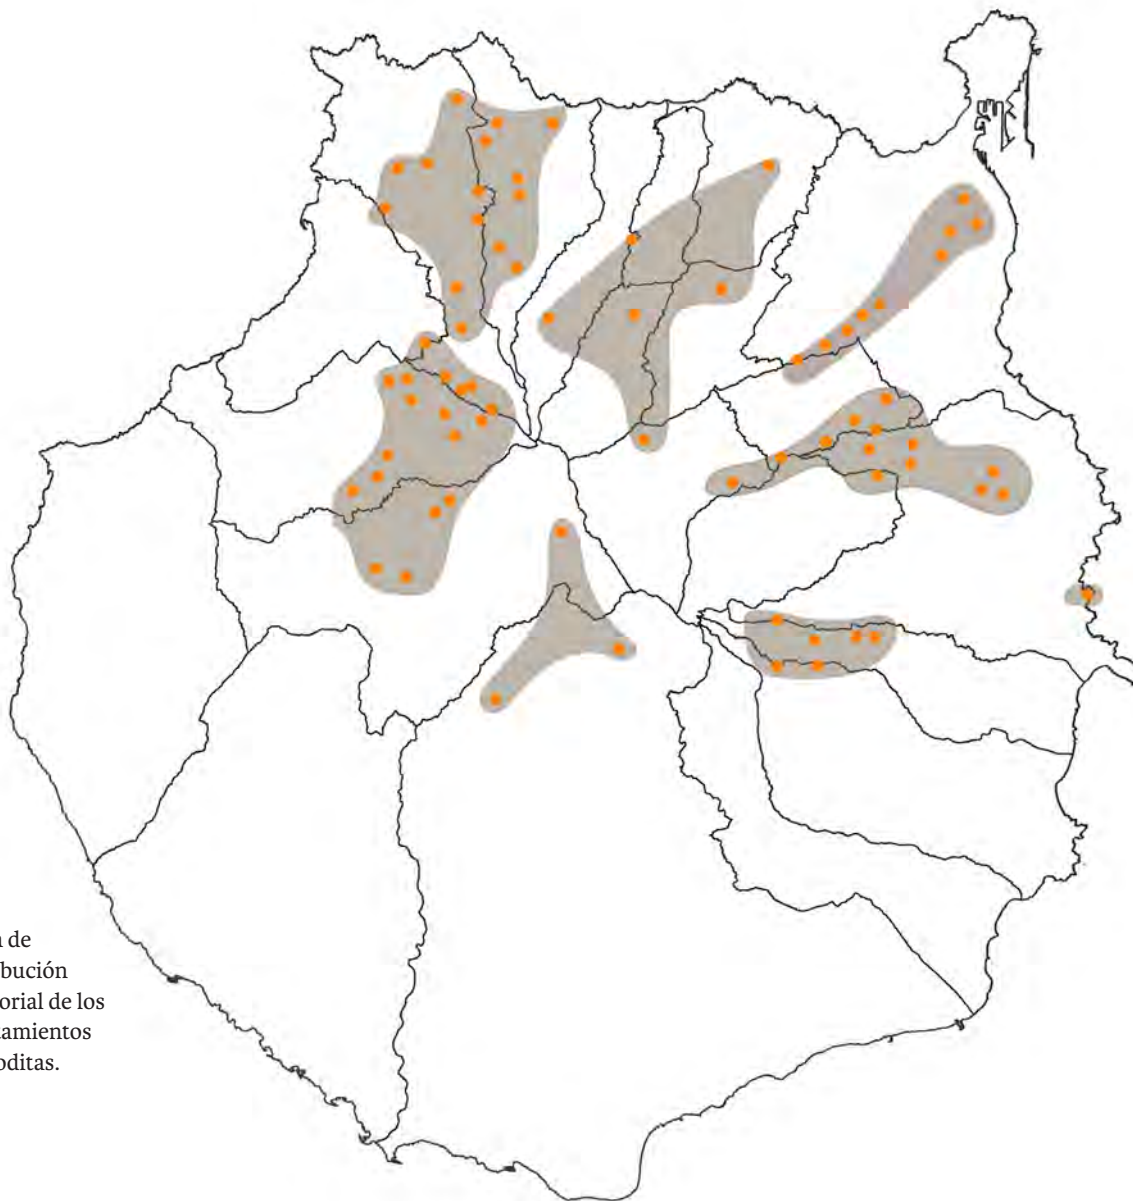 de
bución
orial de los
amientos
oditas.